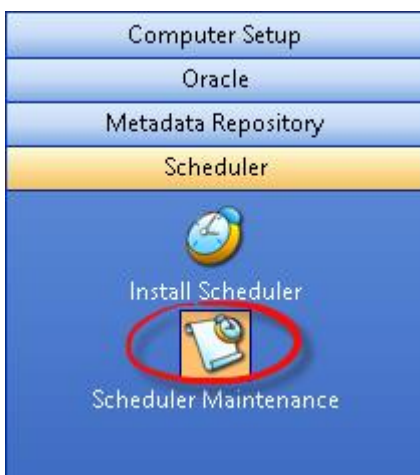 Computer Setup
Oracle
Metadata Repository
Scheduler
Install Scheduler
Scheduler Maintenance